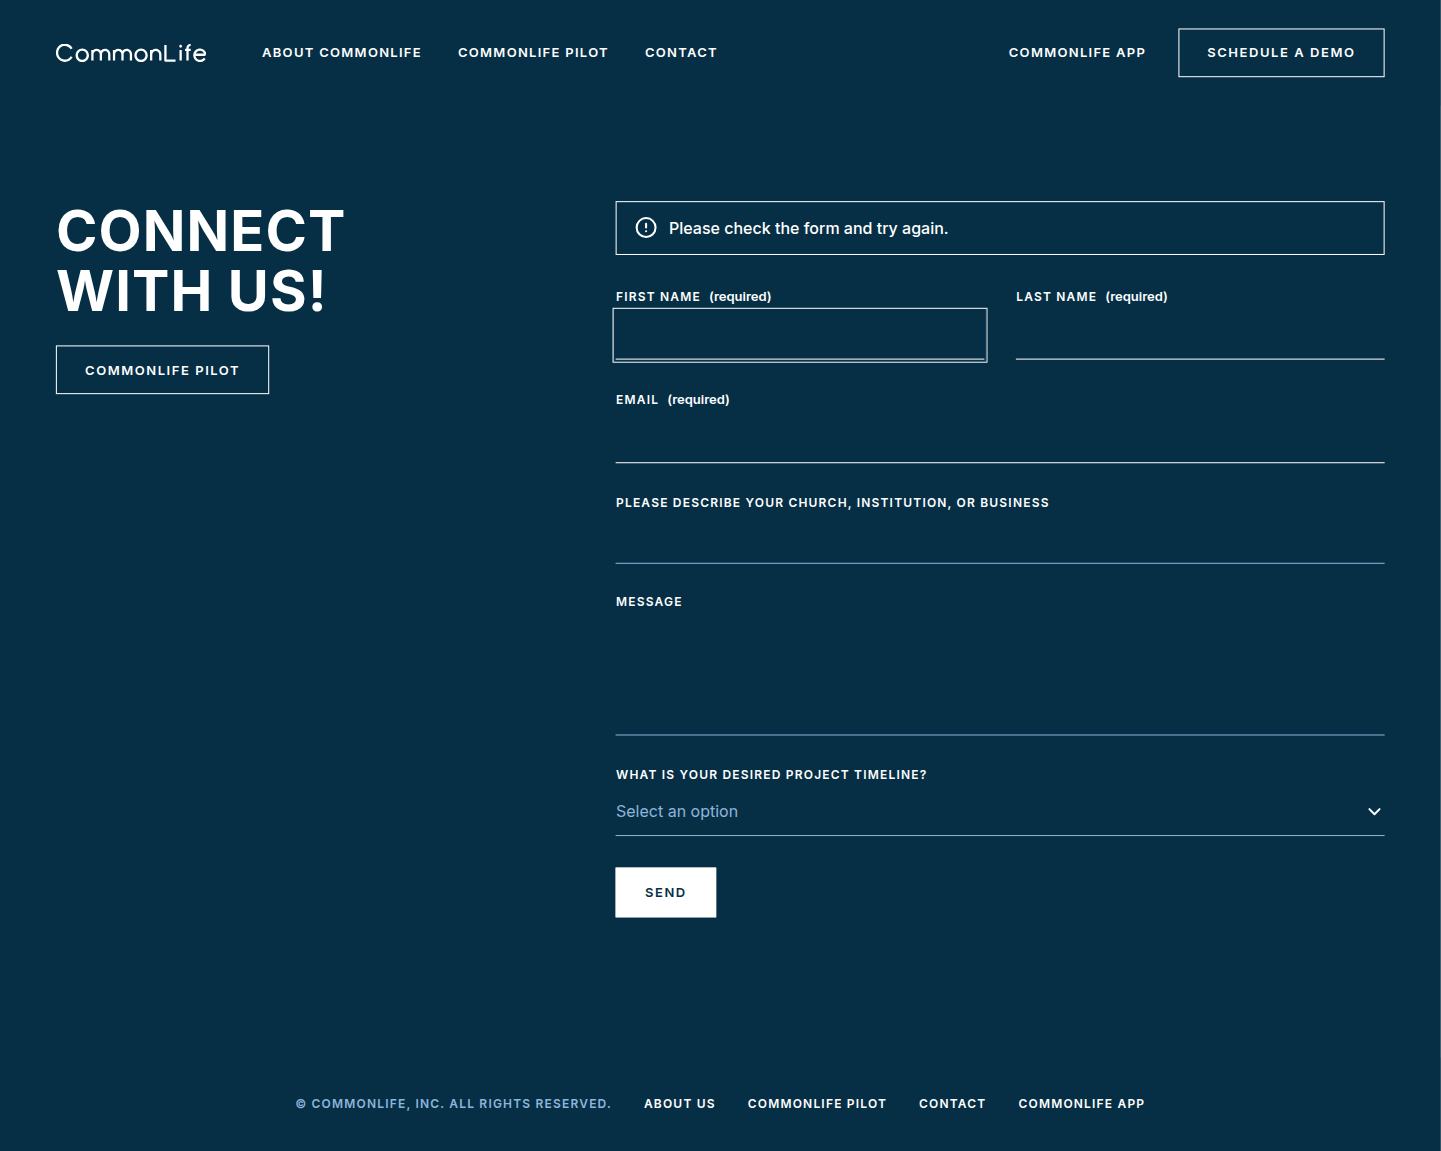 CommonLife
ABOUT COMMONLIFE
COMMONLIFE PILOT
CONTACT
COMMONLIFE APP
SCHEDULE A DEMO
CONNECT
WITH US!
COMMONLIFE PILOT
Please check the form and try again.
FIRST NAME (required)
LAST NAME (required)
EMAIL (required)
PLEASE DESCRIBE YOUR CHURCH, INSTITUTION, OR BUSINESS
MESSAGE
WHAT IS YOUR DESIRED PROJECT TIMELINE?
Select an option
SEND
© COMMONLIFE, INC. ALL RIGHTS RESERVED.
ABOUT US
COMMONLIFE PILOT
CONTACT
COMMONLIFE APP